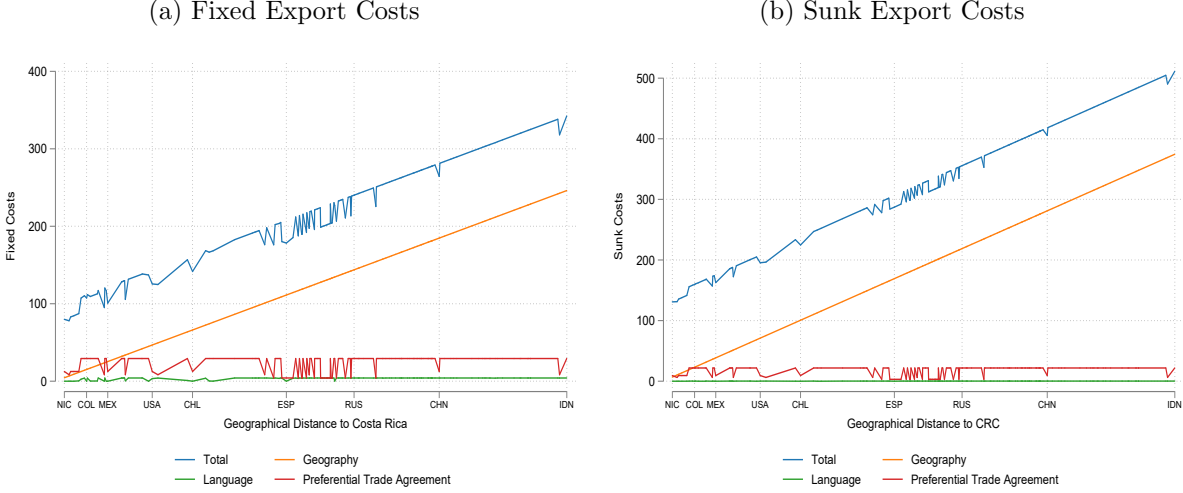 (a) Fixed Export Costs
400
300
200
100
0
Fixed Costs
NIC COL MEX USA CHL ESP RUS CHN IDN
Geographical Distance to Costa Rica
Total Geography
Language Preferential Trade Agreement
(b) Sunk Export Costs
500
400
300
200
100
0
Sunk Costs
NIC COL MEX USA CHL ESP RUS CHN IDN
Geographical Distance to CRC
Total Geography
Language Preferential Trade Agreement